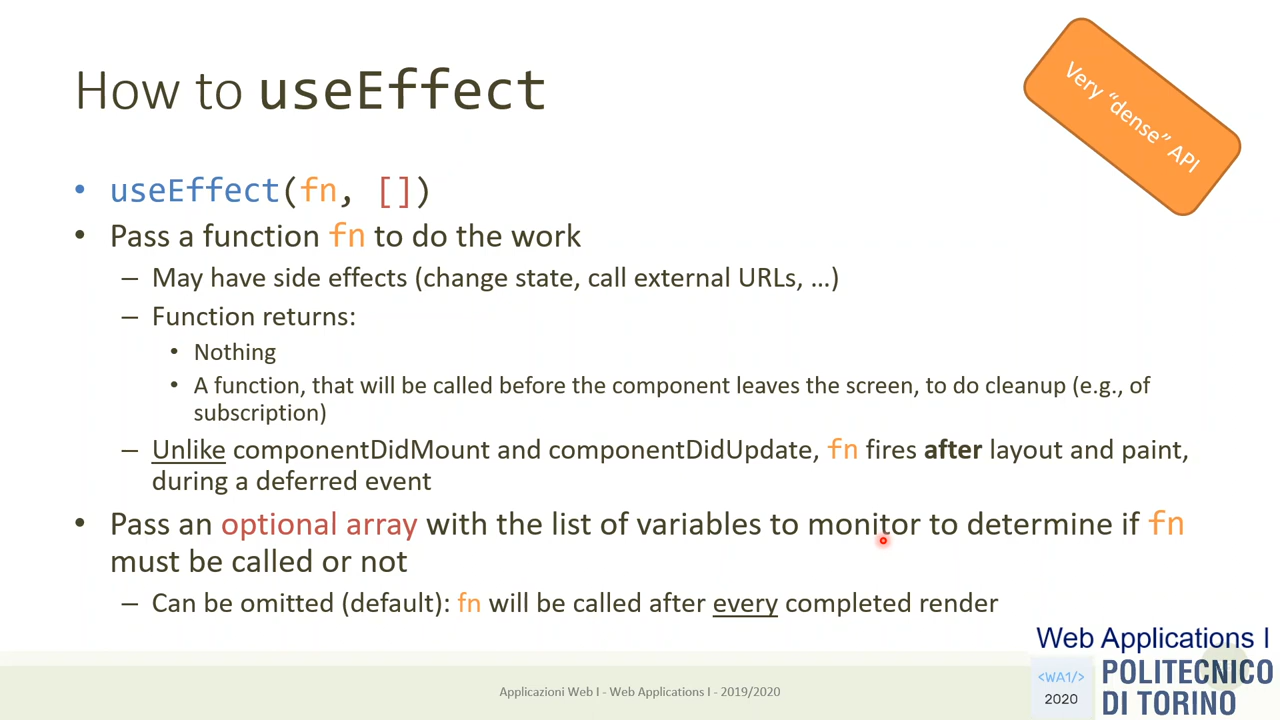 How to useEffect
Very “dense” API
• useEffect(fn, [])
• Pass a function fn to do the work
– May have side effects (change state, call external URLs, …)
– Function returns:
• Nothing
• A function, that will be called before the component leaves the screen, to do cleanup (e.g., of
subscription)
– Unlike componentDidMount and componentDidUpdate, fn fires after layout and paint,
during a deferred event
• Pass an optional array with the list of variables to monitor to determine if fn
must be called or not
– Can be omitted (default): fn will be called after every completed render
Applicazioni Web I - Web Applications I - 2019/2020
Web Applications I
<WA1/>
2020
POLITECNICO
DI TORINO